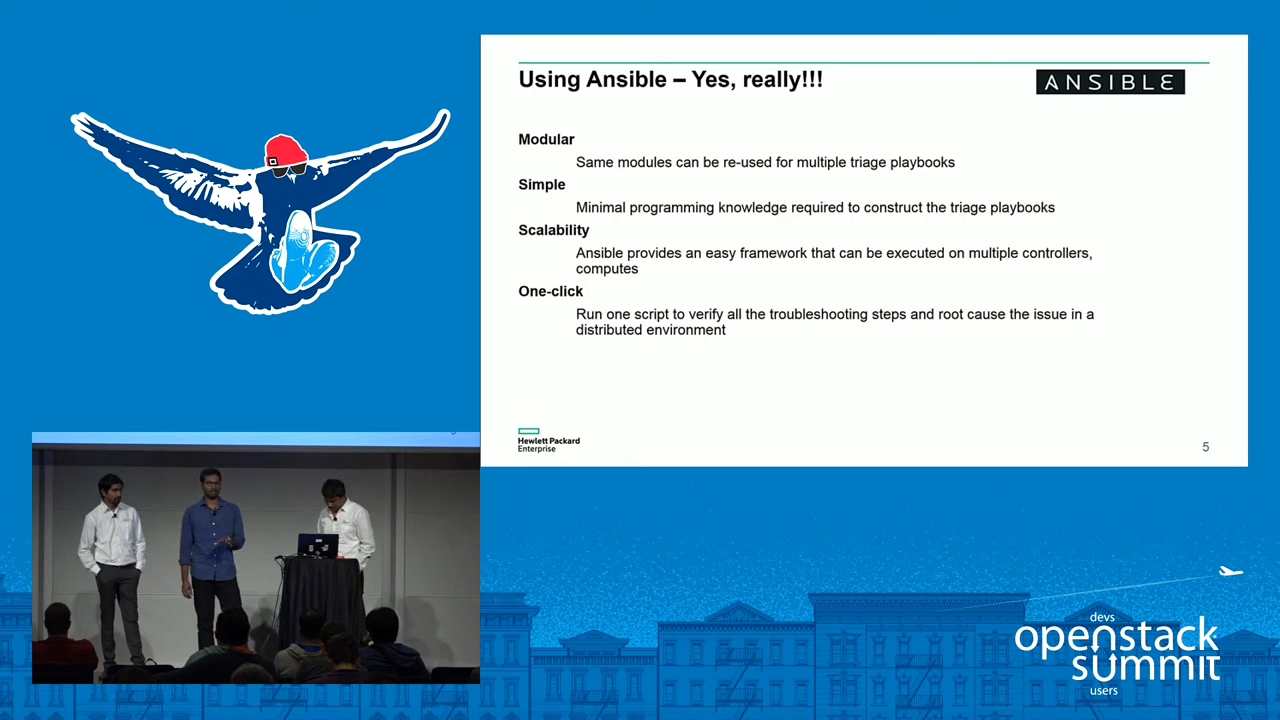 Using Ansible – Yes, really!!!
ANSIBLE
Modular
Same modules can be re-used for multiple triage playbooks
Simple
Minimal programming knowledge required to construct the triage playbooks
Scalability
Ansible provides an easy framework that can be executed on multiple controllers,
computes
One-click
Run one script to verify all the troubleshooting steps and root cause the issue in a
distributed environment
Hewlett Packard
Enterprise
5
devs
openstack
summit
users